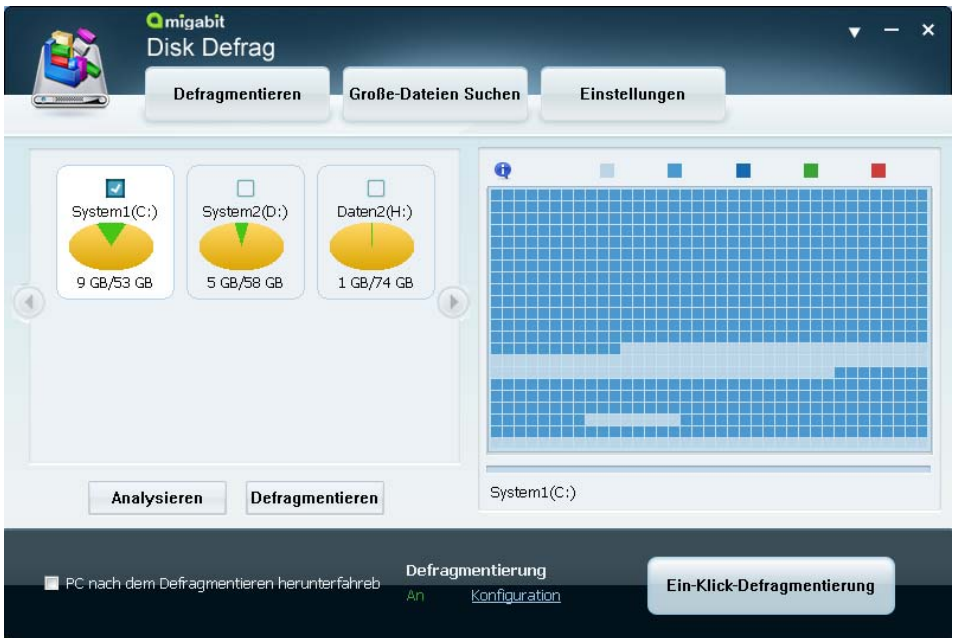 Amigabit
Disk Defrag
Defragmentieren
Große-Dateien Suchen
Einstellungen
System1(C:)
9 GB/53 GB
System2(D:)
5 GB/58 GB
Daten2(H:)
1 GB/74 GB
Analysieren
Defragmentieren
System1(C:)
PC nach dem Defragmentieren herunterfahreb
Defragmentierung
An
Konfiguration
Ein-Klick-Defragmentierung